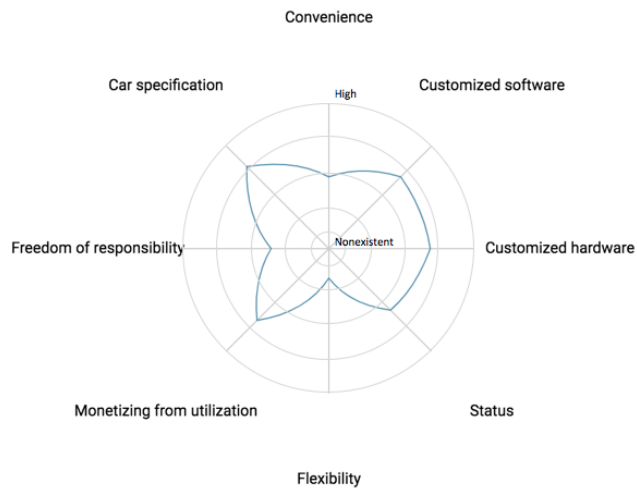 Convenience
Car specification
Customized software
High
Freedom of responsibility
Nonexistent
Customized hardware
Monetizing from utilization
Status
Flexibility